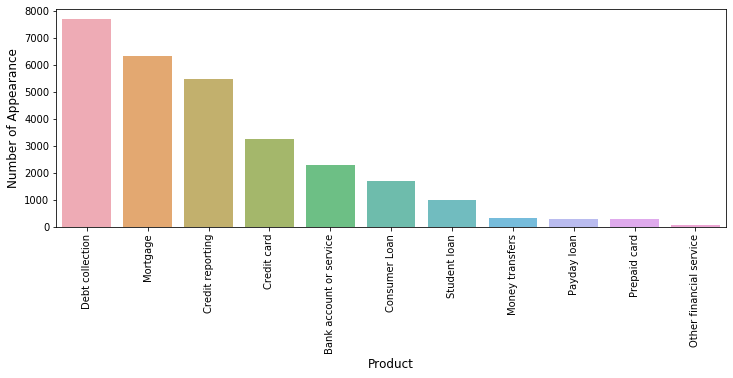 8000
7000
6000
5000
4000
3000
2000
1000
0
Number of Appearance
Debt collection
Mortgage
Credit reporting
Credit card
Bank account or service
Consumer Loan
Student loan
Money transfers
Payday loan
Prepaid card
Other financial service
Product